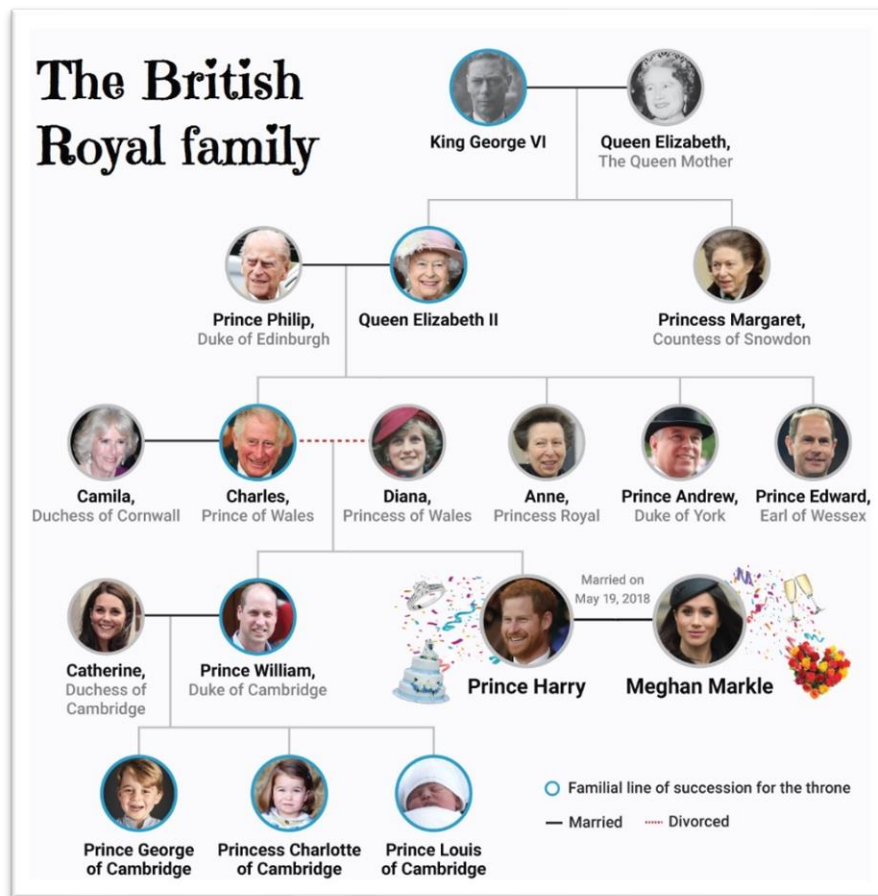 The British
Royal family
King George VI
Queen Elizabeth,
The Queen Mother
Prince Philip,
Duke of Edinburgh
Queen Elizabeth II
Princess Margaret,
Countess of Snowdon
Camila,
Duchess of Cornwall
Charles,
Prince of Wales
Diana,
Princess of Wales
Anne,
Princess Royal
Prince Andrew,
Duke of York
Prince Edward,
Earl of Wessex
Catherine,
Duchess of
Cambridge
Prince William,
Duke of Cambridge
Prince Harry
Married on
May 19, 2018
Meghan Markle
Prince George
of Cambridge
Princess Charlotte
of Cambridge
Prince Louis
of Cambridge
Familial line of succession for the throne
Married
Divorced